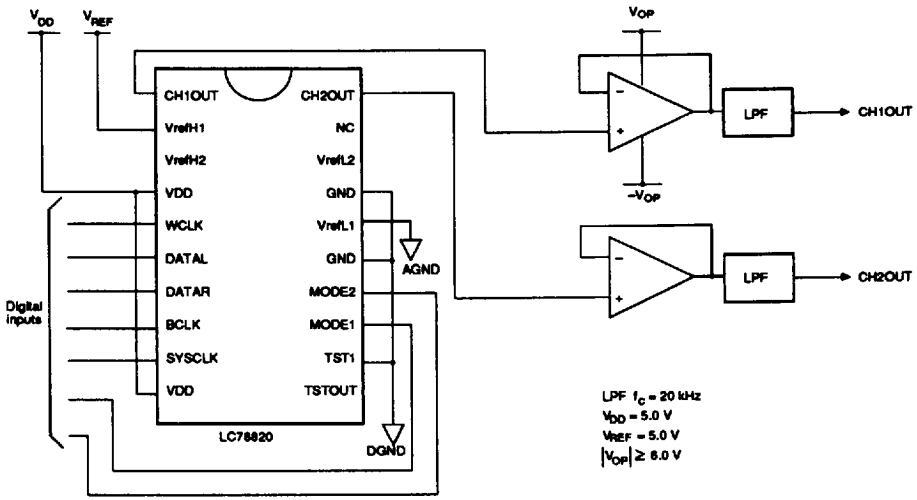 VDD VREF VOP
CH1OUT CH2OUT
VrefH1 NC
VrefH2 VrefL2
VDD GND
WCLK VrefL1
DATAL GND
DATAR MODE2
BCLK MODE1
SYSCLK TST1
VDD TSTOUT
LC78820
Digital
inputs
AGND
DGND
−
+
LPF
CH1OUT
−VOP
−
+
LPF
CH2OUT
LPF fC = 20 kHz
VDD = 5.0 V
VREF = 5.0 V
|VOP| ≥ 6.0 V